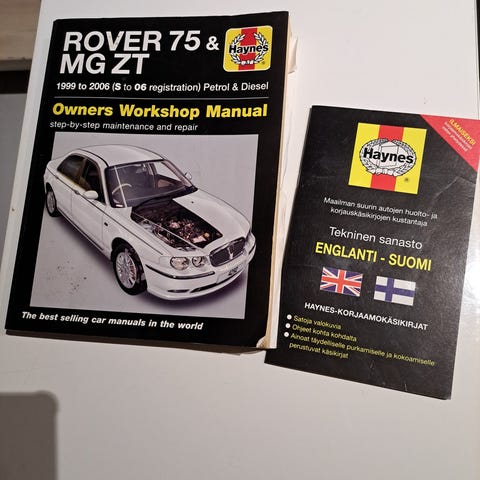 ROVER 75 &
MG ZT
Haynes
1999 to 2006 (S to 06 registration) Petrol & Diesel
Owners Workshop Manual
step-by-step maintenance and repair
The best selling car manuals in the world
ILMAISEKSI
Haynes
®
Maailman suurin autojen huolto- ja
korjauskäsikirjojen kustantaja
Tekninen sanasto
ENGLANTI - SUOMI
HAYNES-KORJAAMOKÄSIKIRJAT
• Satoja valokuvia
• Ohjeet kohta kohdalta
• Ainoat täydelliselle purkamiselle ja kokoamiselle
perustuvat käsikirjat